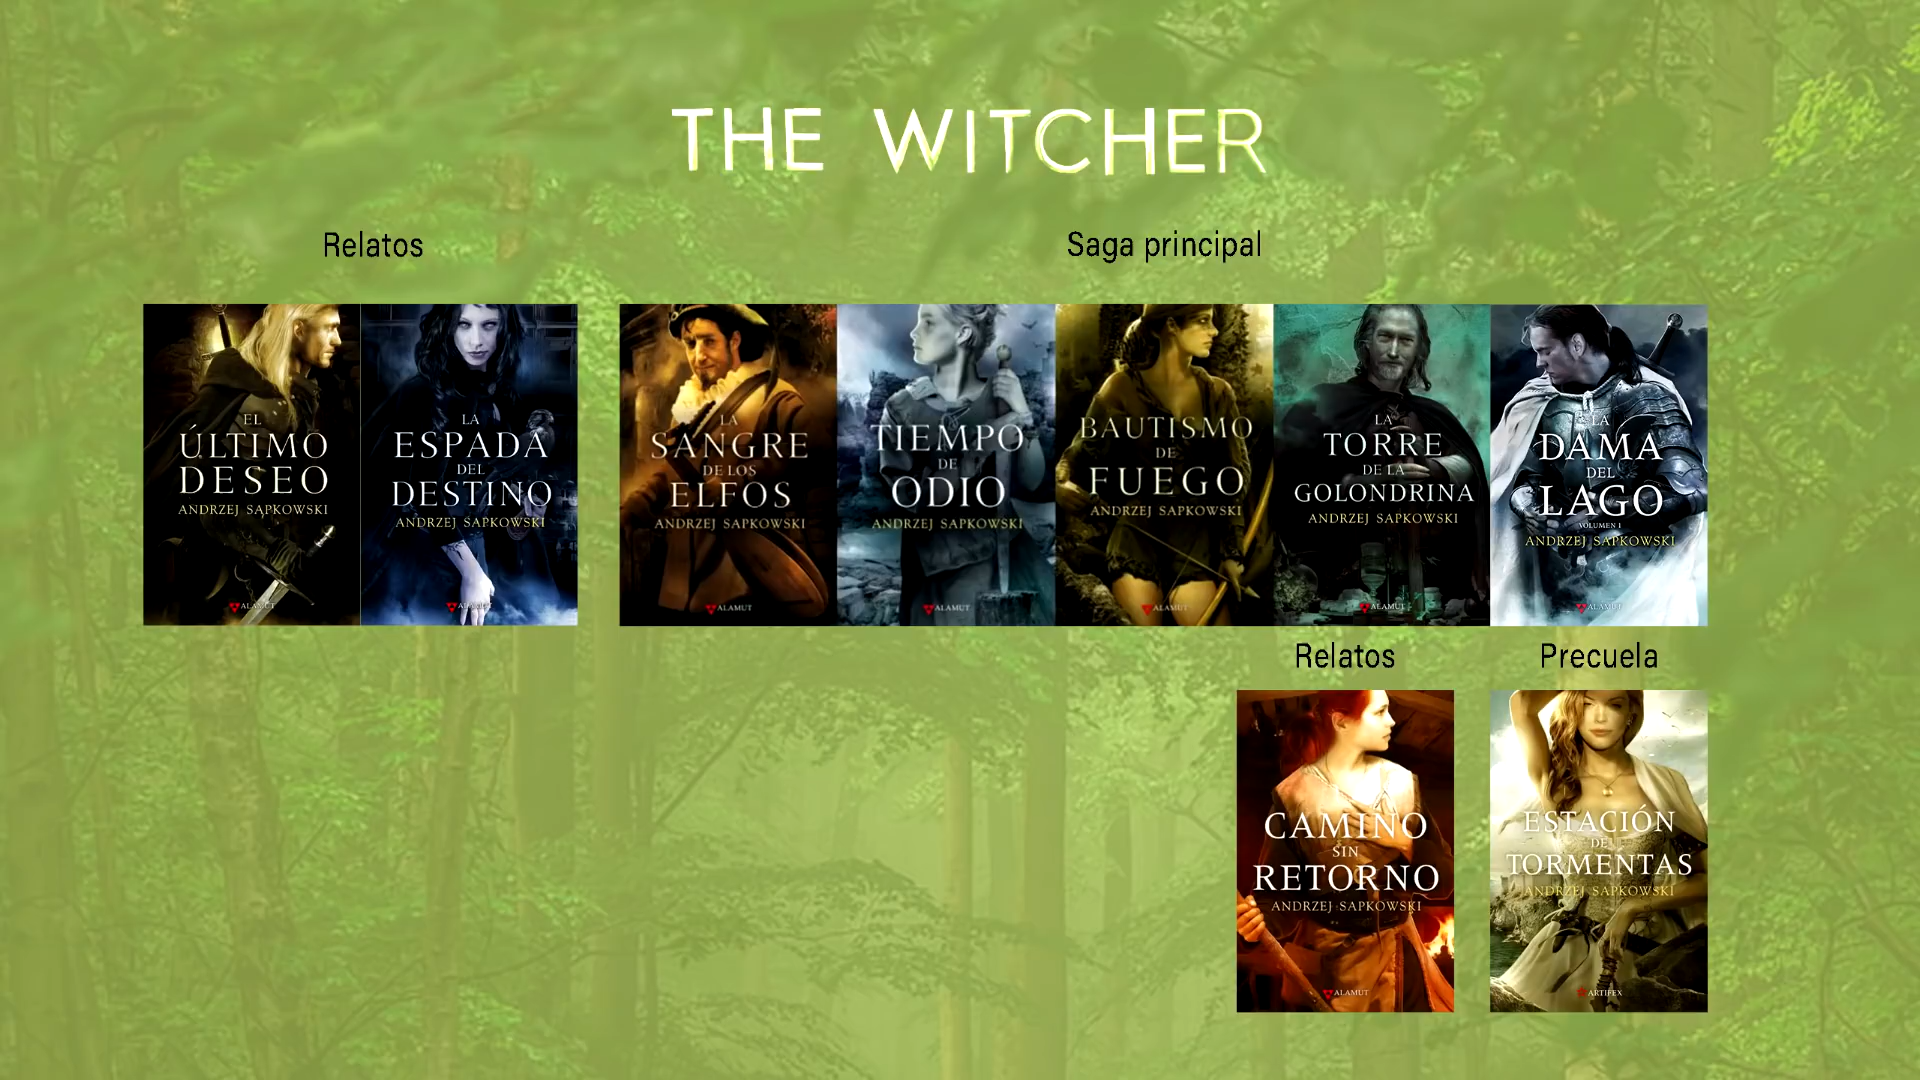 THE WITCHER
Relatos
Saga principal
EL
ÚLTIMO
DESEO
ANDRZEJ SAPKOWSKI
ALAMUT
LA
ESPADA
DEL
DESTINO
ANDRZEJ SAPKOWSKI
ALAMUT
LA
SANGRE
DE LOS
ELFOS
ANDRZEJ SAPKOWSKI
ALAMUT
TIEMPO
DE
ODIO
ANDRZEJ SAPKOWSKI
ALAMUT
BAUTISMO
DE
FUEGO
ANDRZEJ SAPKOWSKI
ALAMUT
LA
TORRE
DE LA
GOLONDRINA
ANDRZEJ SAPKOWSKI
ALAMUT
LA
DAMA
DEL
LAGO
VOLUMEN I
ANDRZEJ SAPKOWSKI
ALAMUT
Relatos
Precuela
CAMINO
SIN
RETORNO
ANDRZEJ SAPKOWSKI
ALAMUT
ESTACIÓN
DE
TORMENTAS
ANDRZEJ SAPKOWSKI
ARTIFEX